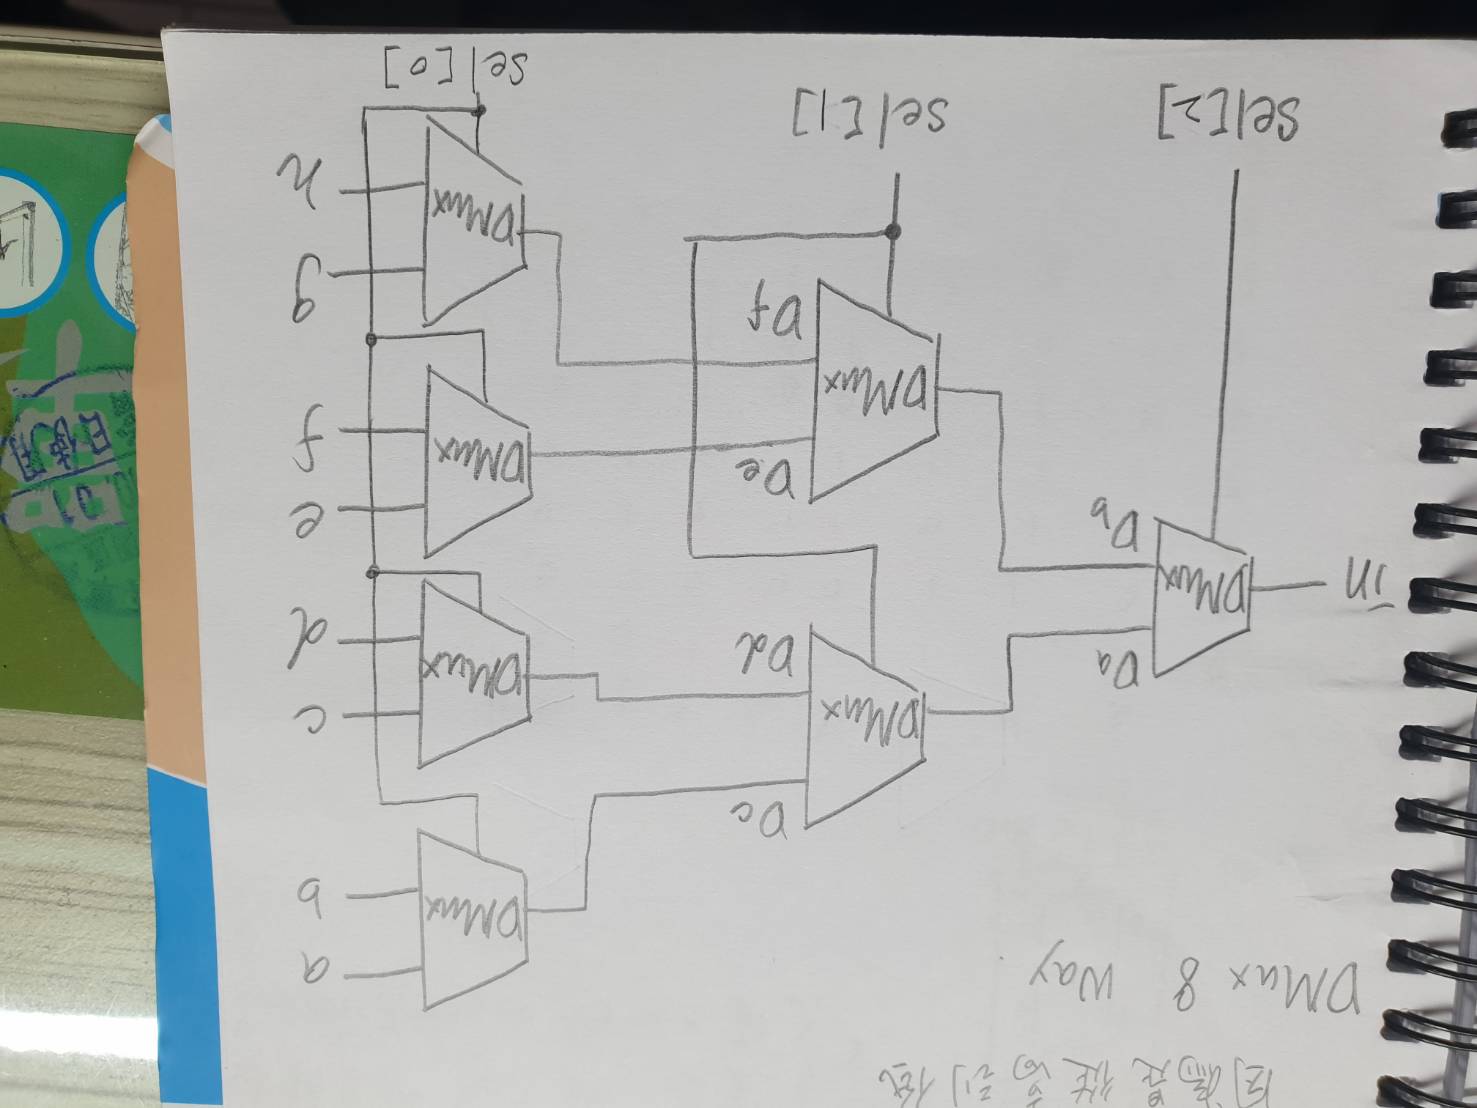 因為是從高到低
DMux 8 Way.
DMux
a
b
Dc
DMux
Dd
DMux
c
d
Da
in
DMux
Db
De
DMux
Df
DMux
e
f
DMux
g
h
sel[2]
sel[1]
sel[0]
日使用